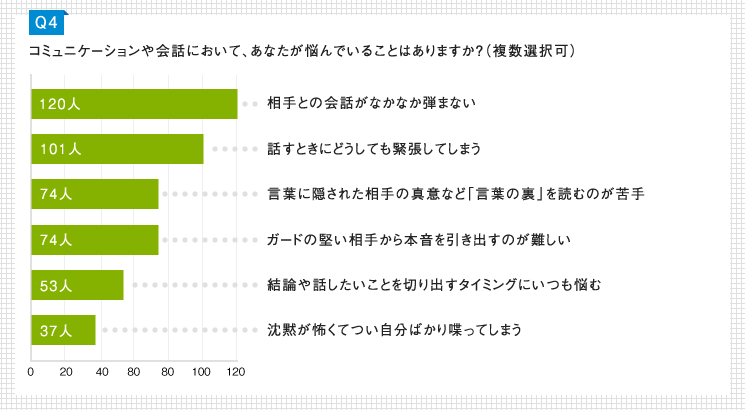 Q4
コミュニケーションや会話において、あなたが悩んでいることはありますか？（複数選択可）
120人 相手との会話がなかなか弾まない
101人 話すときにどうしても緊張してしまう
74人 言葉に隠された相手の真意など「言葉の裏」を読むのが苦手
74人 ガードの堅い相手から本音を引き出すのが難しい
53人 結論や話したいことを切り出すタイミングにいつも悩む
37人 沈黙が怖くてつい自分ばかり喋ってしまう
0 20 40 80 80 100 120